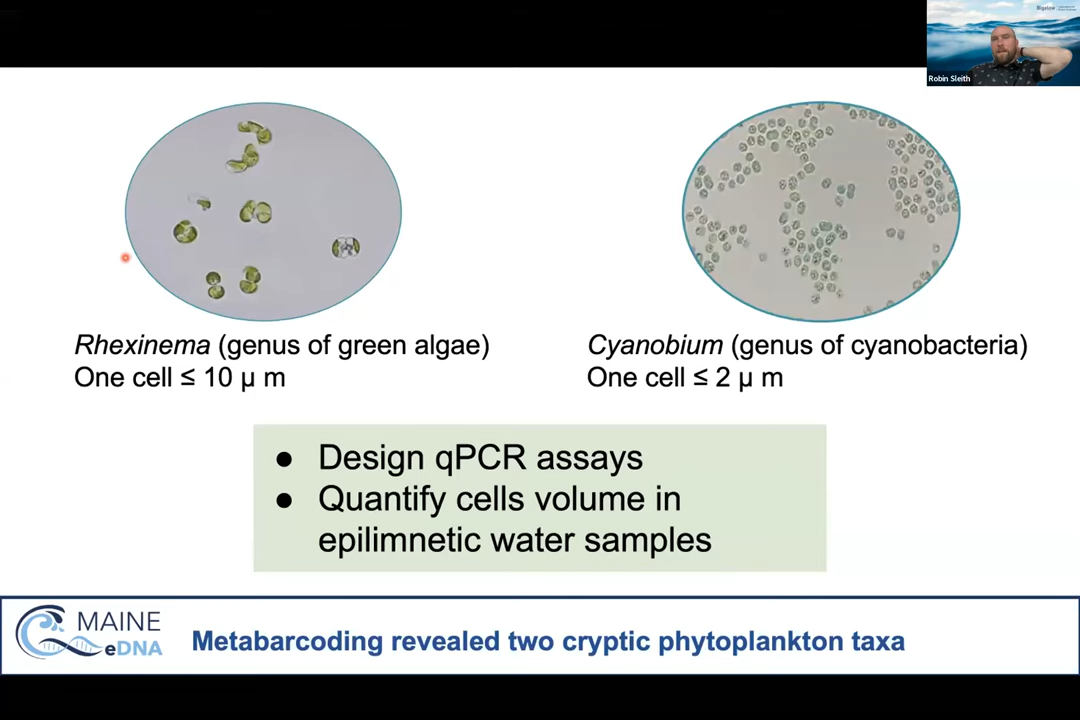 Bigelow
Robin Sleith
Rhexinema (genus of green algae)
One cell ≤ 10 µ m
Cyanobium (genus of cyanobacteria)
One cell ≤ 2 µ m
● Design qPCR assays
● Quantify cells volume in
epilimnetic water samples
MAINE
eDNA
Metabarcoding revealed two cryptic phytoplankton taxa